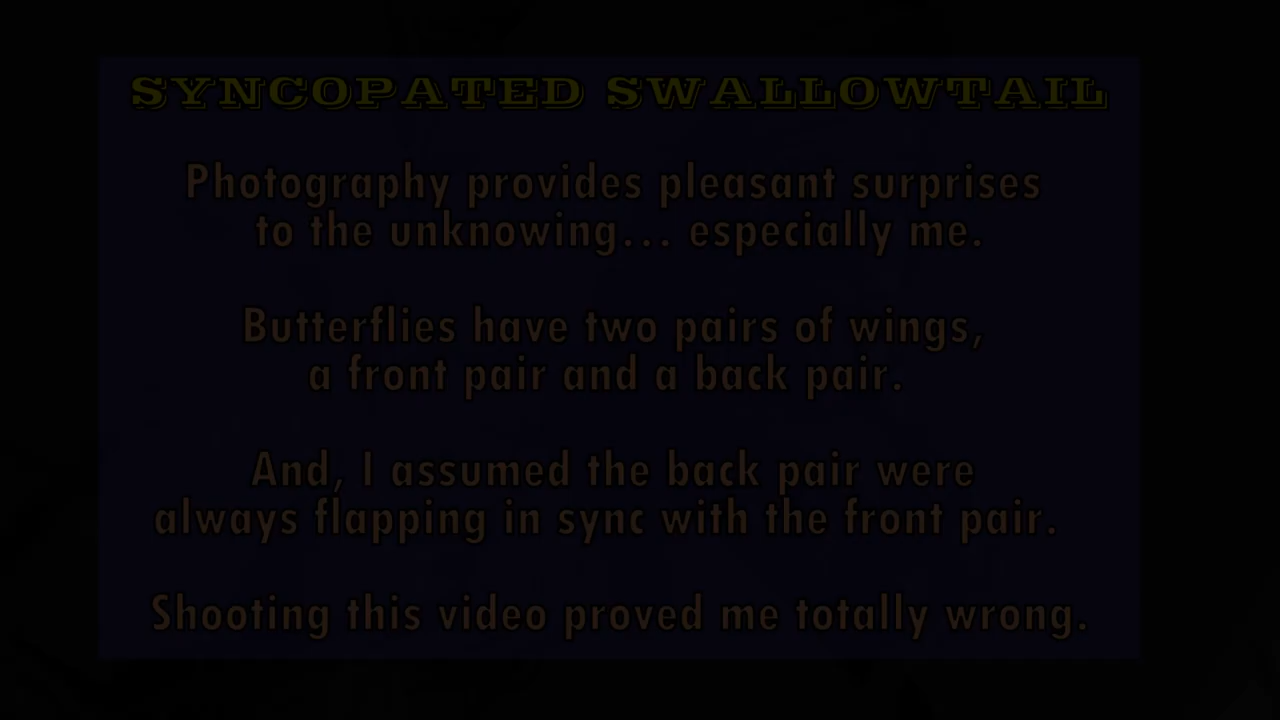 SYNCOPATED SWALLOWTAIL
Photography provides pleasant surprises
to the unknowing... especially me.
Butterflies have two pairs of wings,
a front pair and a back pair.
And, I assumed the back pair were
always flapping in sync with the front pair.
Shooting this video proved me totally wrong.